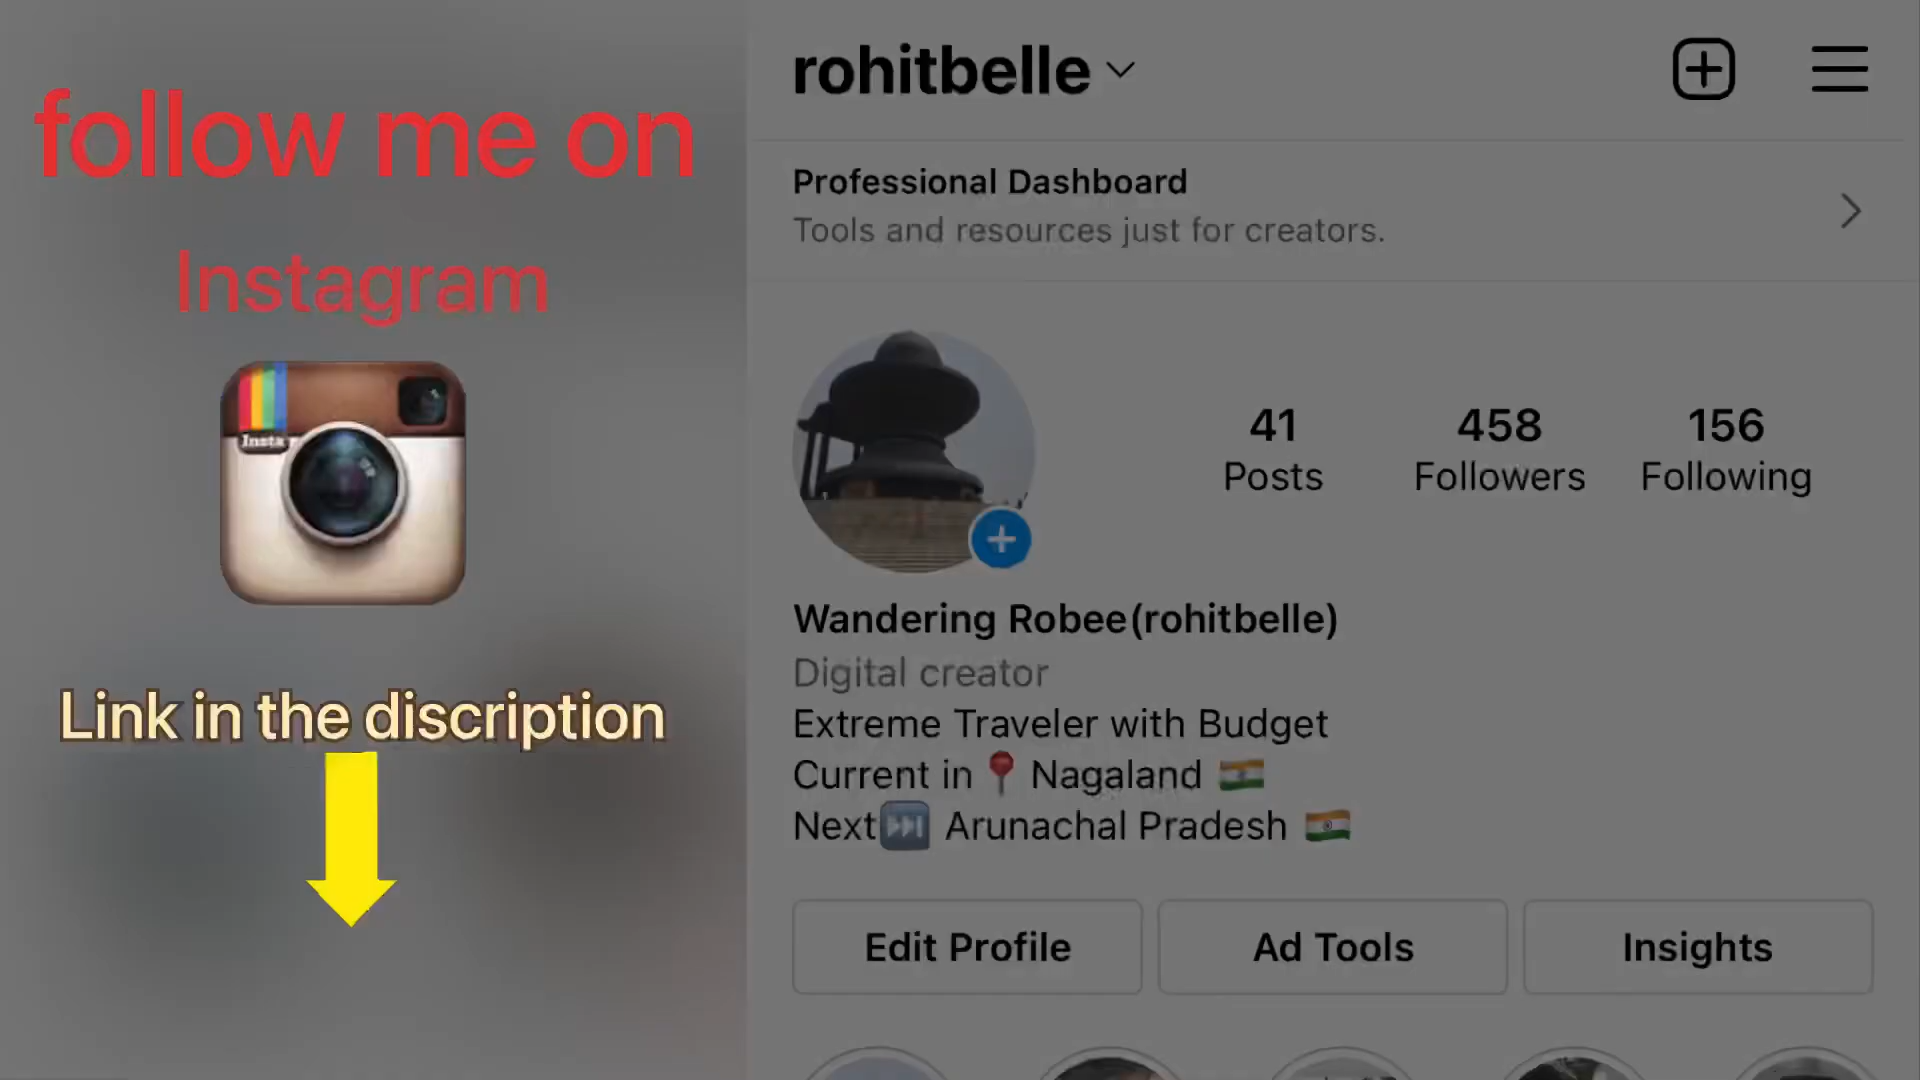 follow me on
Instagram
Insta
Link in the discription
rohitbelle
Professional Dashboard
Tools and resources just for creators.
41
Posts
458
Followers
156
Following
Wandering Robee(rohitbelle)
Digital creator
Extreme Traveler with Budget
Current in 📍 Nagaland 🇮🇳
Next⏭️ Arunachal Pradesh 🇮🇳
Edit Profile
Ad Tools
Insights